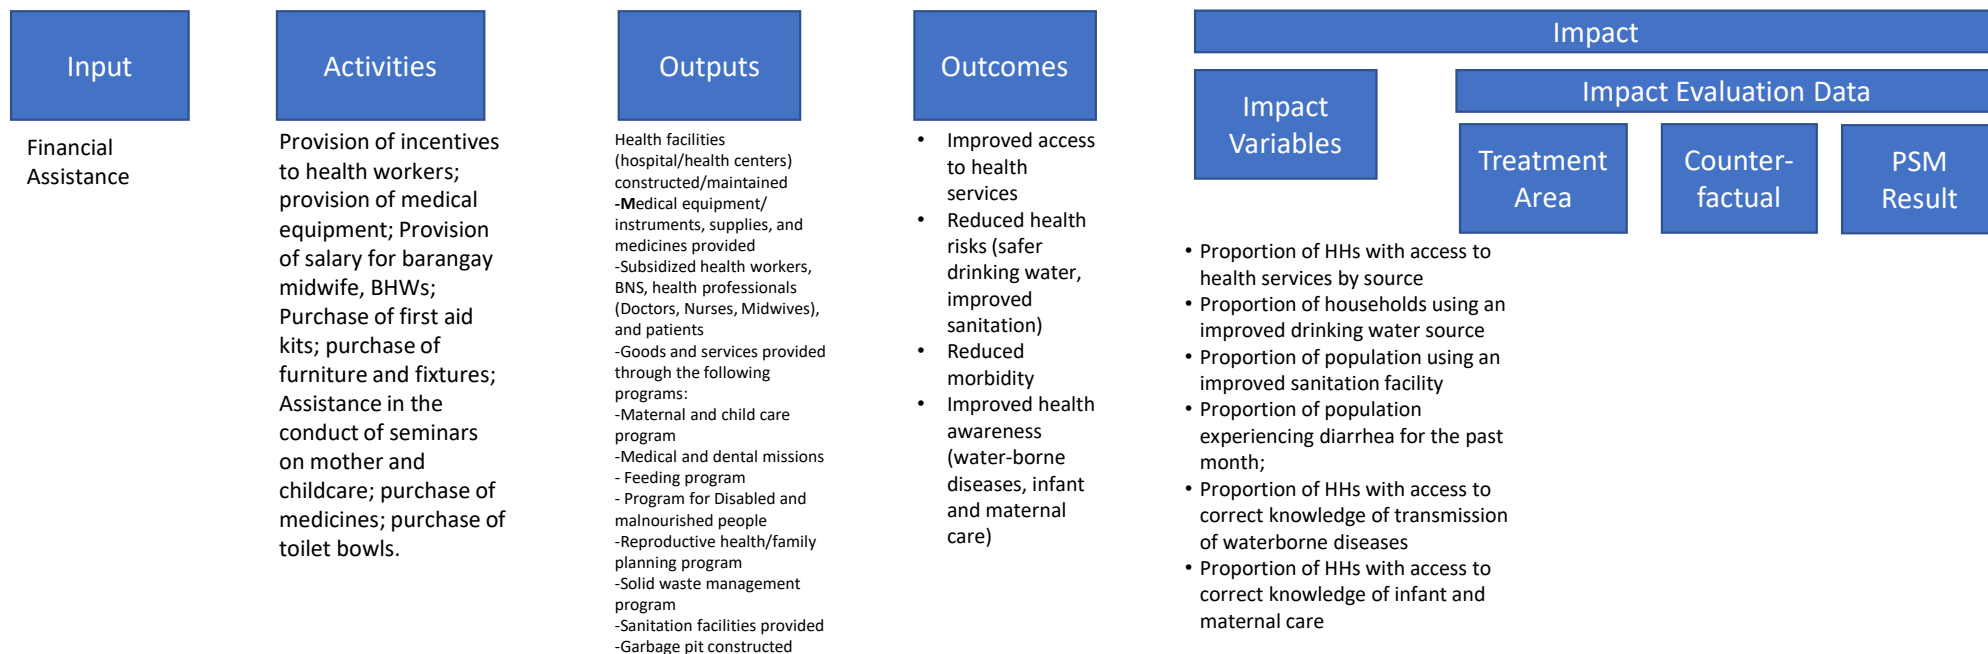 Input
Financial
Assistance
Activities
Provision of incentives
to health workers;
provision of medical
equipment; Provision
of salary for barangay
midwife, BHWs;
Purchase of first aid
kits; purchase of
furniture and fixtures;
Assistance in the
conduct of seminars
on mother and
childcare; purchase of
medicines; purchase of
toilet bowls.
Outputs
Health facilities
(hospital/health centers)
constructed/maintained
-Medical equipment/
instruments, supplies, and
medicines provided
-Subsidized health workers,
BNS, health professionals
(Doctors, Nurses, Midwives),
and patients
-Goods and services provided
through the following
programs:
-Maternal and child care
program
-Medical and dental missions
- Feeding program
- Program for Disabled and
malnourished people
-Reproductive health/family
planning program
-Solid waste management
program
-Sanitation facilities provided
-Garbage pit constructed
Outcomes
• Improved access
to health
services
• Reduced health
risks (safer
drinking water,
improved
sanitation)
• Reduced
morbidity
• Improved health
awareness
(water-borne
diseases, infant
and maternal
care)
Impact
Impact
Variables
Impact Evaluation Data
Treatment
Area
Counter-
factual
PSM
Result
• Proportion of HHs with access to
health services by source
• Proportion of households using an
improved drinking water source
• Proportion of population using an
improved sanitation facility
• Proportion of population
experiencing diarrhea for the past
month;
• Proportion of HHs with access to
correct knowledge of transmission
of waterborne diseases
• Proportion of HHs with access to
correct knowledge of infant and
maternal care